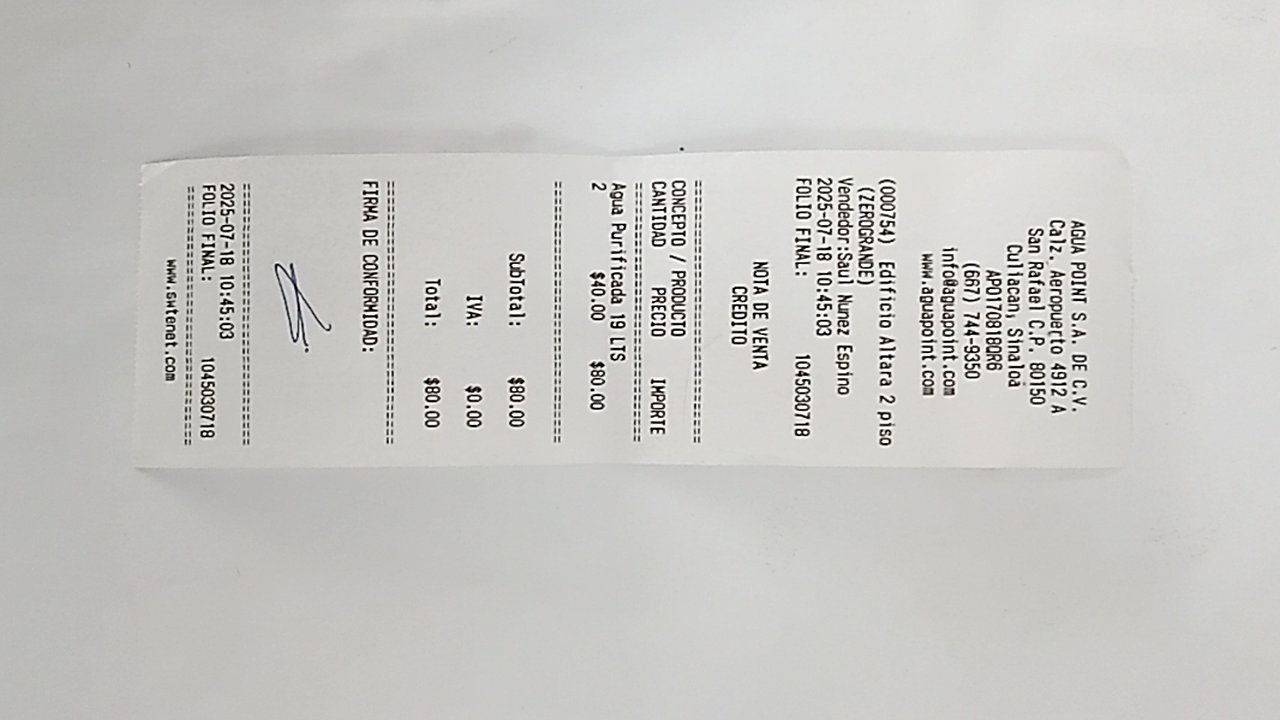 AGUA POINT S.A. DE C.V.
Calz. Aeropuerto 4912 A
San Rafael C.P. 80150
Culiacan, Sinaloa
APO170818QR6
(667) 744-9350
info@aguapoint.com
www.aguapoint.com
(000754) Edificio Altara 2 piso
(ZEROGRANDE)
Vendedor:Saul Nunez Espino
2025-07-18 10:45:03
FOLIO FINAL: 1045030718
NOTA DE VENTA
CREDITO
================================
CONCEPTO / PRODUCTO
CANTIDAD PRECIO IMPORTE
================================
Agua Purificada 19 LTS
2 $40.00 $80.00
================================
SubTotal: $80.00
IVA: $0.00
Total: $80.00
================================
FIRMA DE CONFORMIDAD:
================================
2025-07-18 10:45:03
FOLIO FINAL: 1045030718
================================
www.swtenet.com